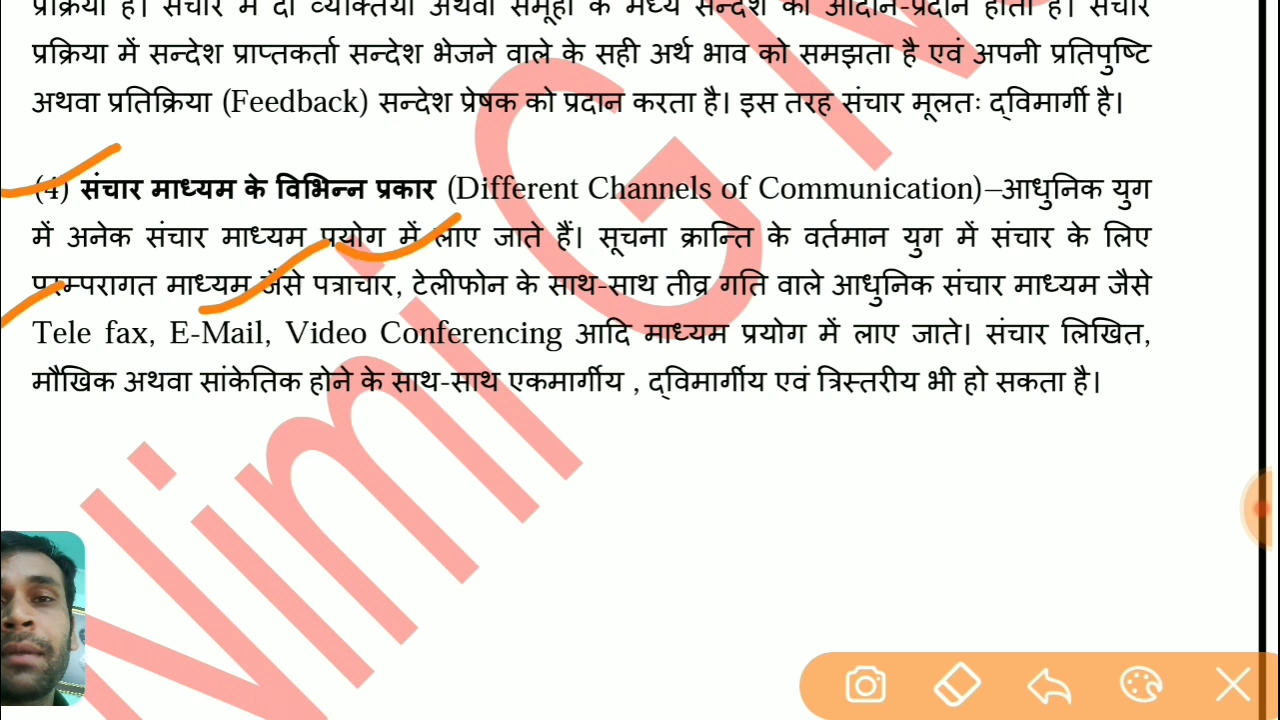 प्रक्रिया है। संचार में दो व्यक्तियों अथवा समूहों के मध्य सन्देश का आदान-प्रदान होता है। संचार
प्रक्रिया में सन्देश प्राप्तकर्ता सन्देश भेजने वाले के सही अर्थ भाव को समझता है एवं अपनी प्रतिपुष्टि
अथवा प्रतिक्रिया (Feedback) सन्देश प्रेषक को प्रदान करता है। इस तरह संचार मूलतः द्विमार्गी है।
(4) संचार माध्यम के विभिन्न प्रकार (Different Channels of Communication)–आधुनिक युग
में अनेक संचार माध्यम प्रयोग में लाए जाते हैं। सूचना क्रान्ति के वर्तमान युग में संचार के लिए
परम्परागत माध्यम जैसे पत्राचार, टेलीफोन के साथ-साथ तीव्र गति वाले आधुनिक संचार माध्यम जैसे
Tele fax, E-Mail, Video Conferencing आदि माध्यम प्रयोग में लाए जाते। संचार लिखित,
मौखिक अथवा सांकेतिक होने के साथ-साथ एकमार्गीय , द्विमार्गीय एवं त्रिस्तरीय भी हो सकता है।
Nimi G